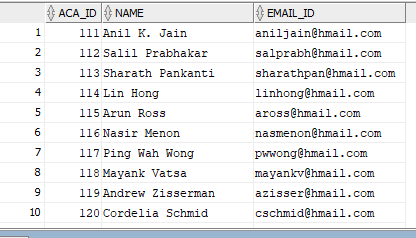 ACA_ID NAME EMAIL_ID
1 111 Anil K. Jain aniljain@hmail.com
2 112 Salil Prabhakar salprabh@hmail.com
3 113 Sharath Pankanti sharathpan@hmail.com
4 114 Lin Hong linhong@hmail.com
5 115 Arun Ross aross@hmail.com
6 116 Nasir Menon nasmenon@hmail.com
7 117 Ping Wah Wong pwwong@hmail.com
8 118 Mayank Vatsa mayankv@hmail.com
9 119 Andrew Zisserman azisser@hmail.com
10 120 Cordelia Schmid cschmid@hmail.com